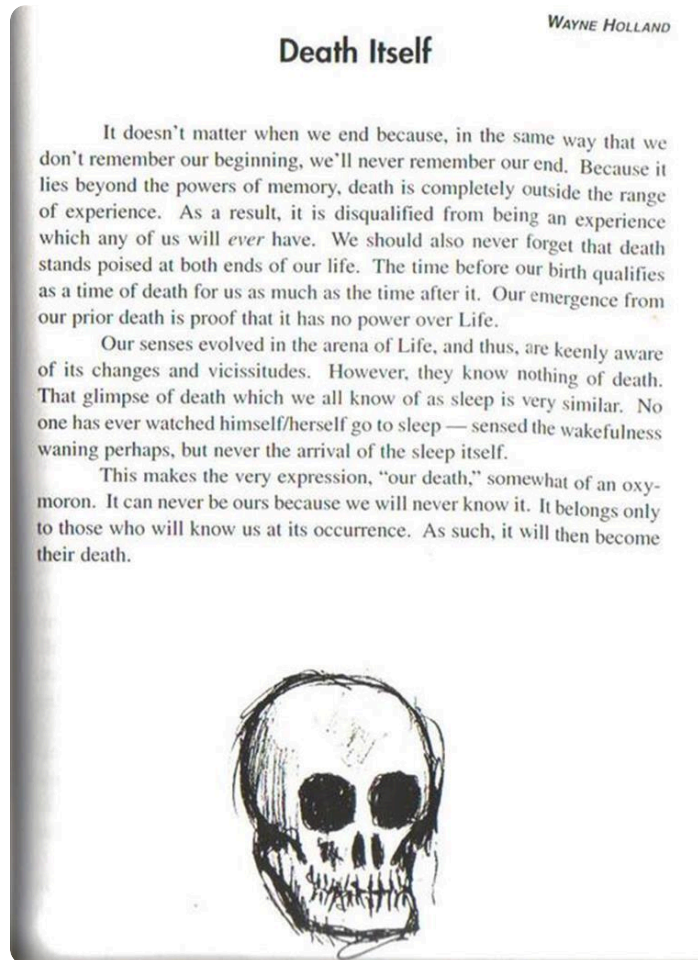 WAYNE HOLLAND
Death Itself
It doesn't matter when we end because, in the same way that we
don't remember our beginning, we'll never remember our end. Because it
lies beyond the powers of memory, death is completely outside the range
of experience. As a result, it is disqualified from being an experience
which any of us will ever have. We should also never forget that death
stands poised at both ends of our life. The time before our birth qualifies
as a time of death for us as much as the time after it. Our emergence from
our prior death is proof that it has no power over Life.
Our senses evolved in the arena of Life, and thus, are keenly aware
of its changes and vicissitudes. However, they know nothing of death.
That glimpse of death which we all know of as sleep is very similar. No
one has ever watched himself/herself go to sleep — sensed the wakefulness
waning perhaps, but never the arrival of the sleep itself.
This makes the very expression, “our death,” somewhat of an oxy-
moron. It can never be ours because we will never know it. It belongs only
to those who will know us at its occurrence. As such, it will then become
their death.